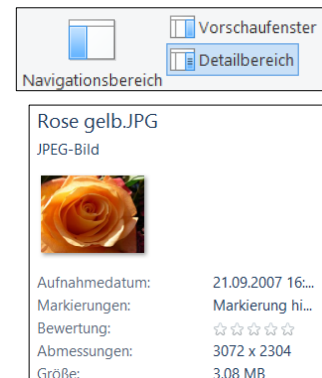 Vorschaufenster
Detailbereich
Navigationsbereich
Rose gelb.JPG
JPEG-Bild
Aufnahmedatum: 21.09.2007 16:...
Markierungen: Markierung hi...
Bewertung:
Abmessungen: 3072 x 2304
Größe: 3,08 MB